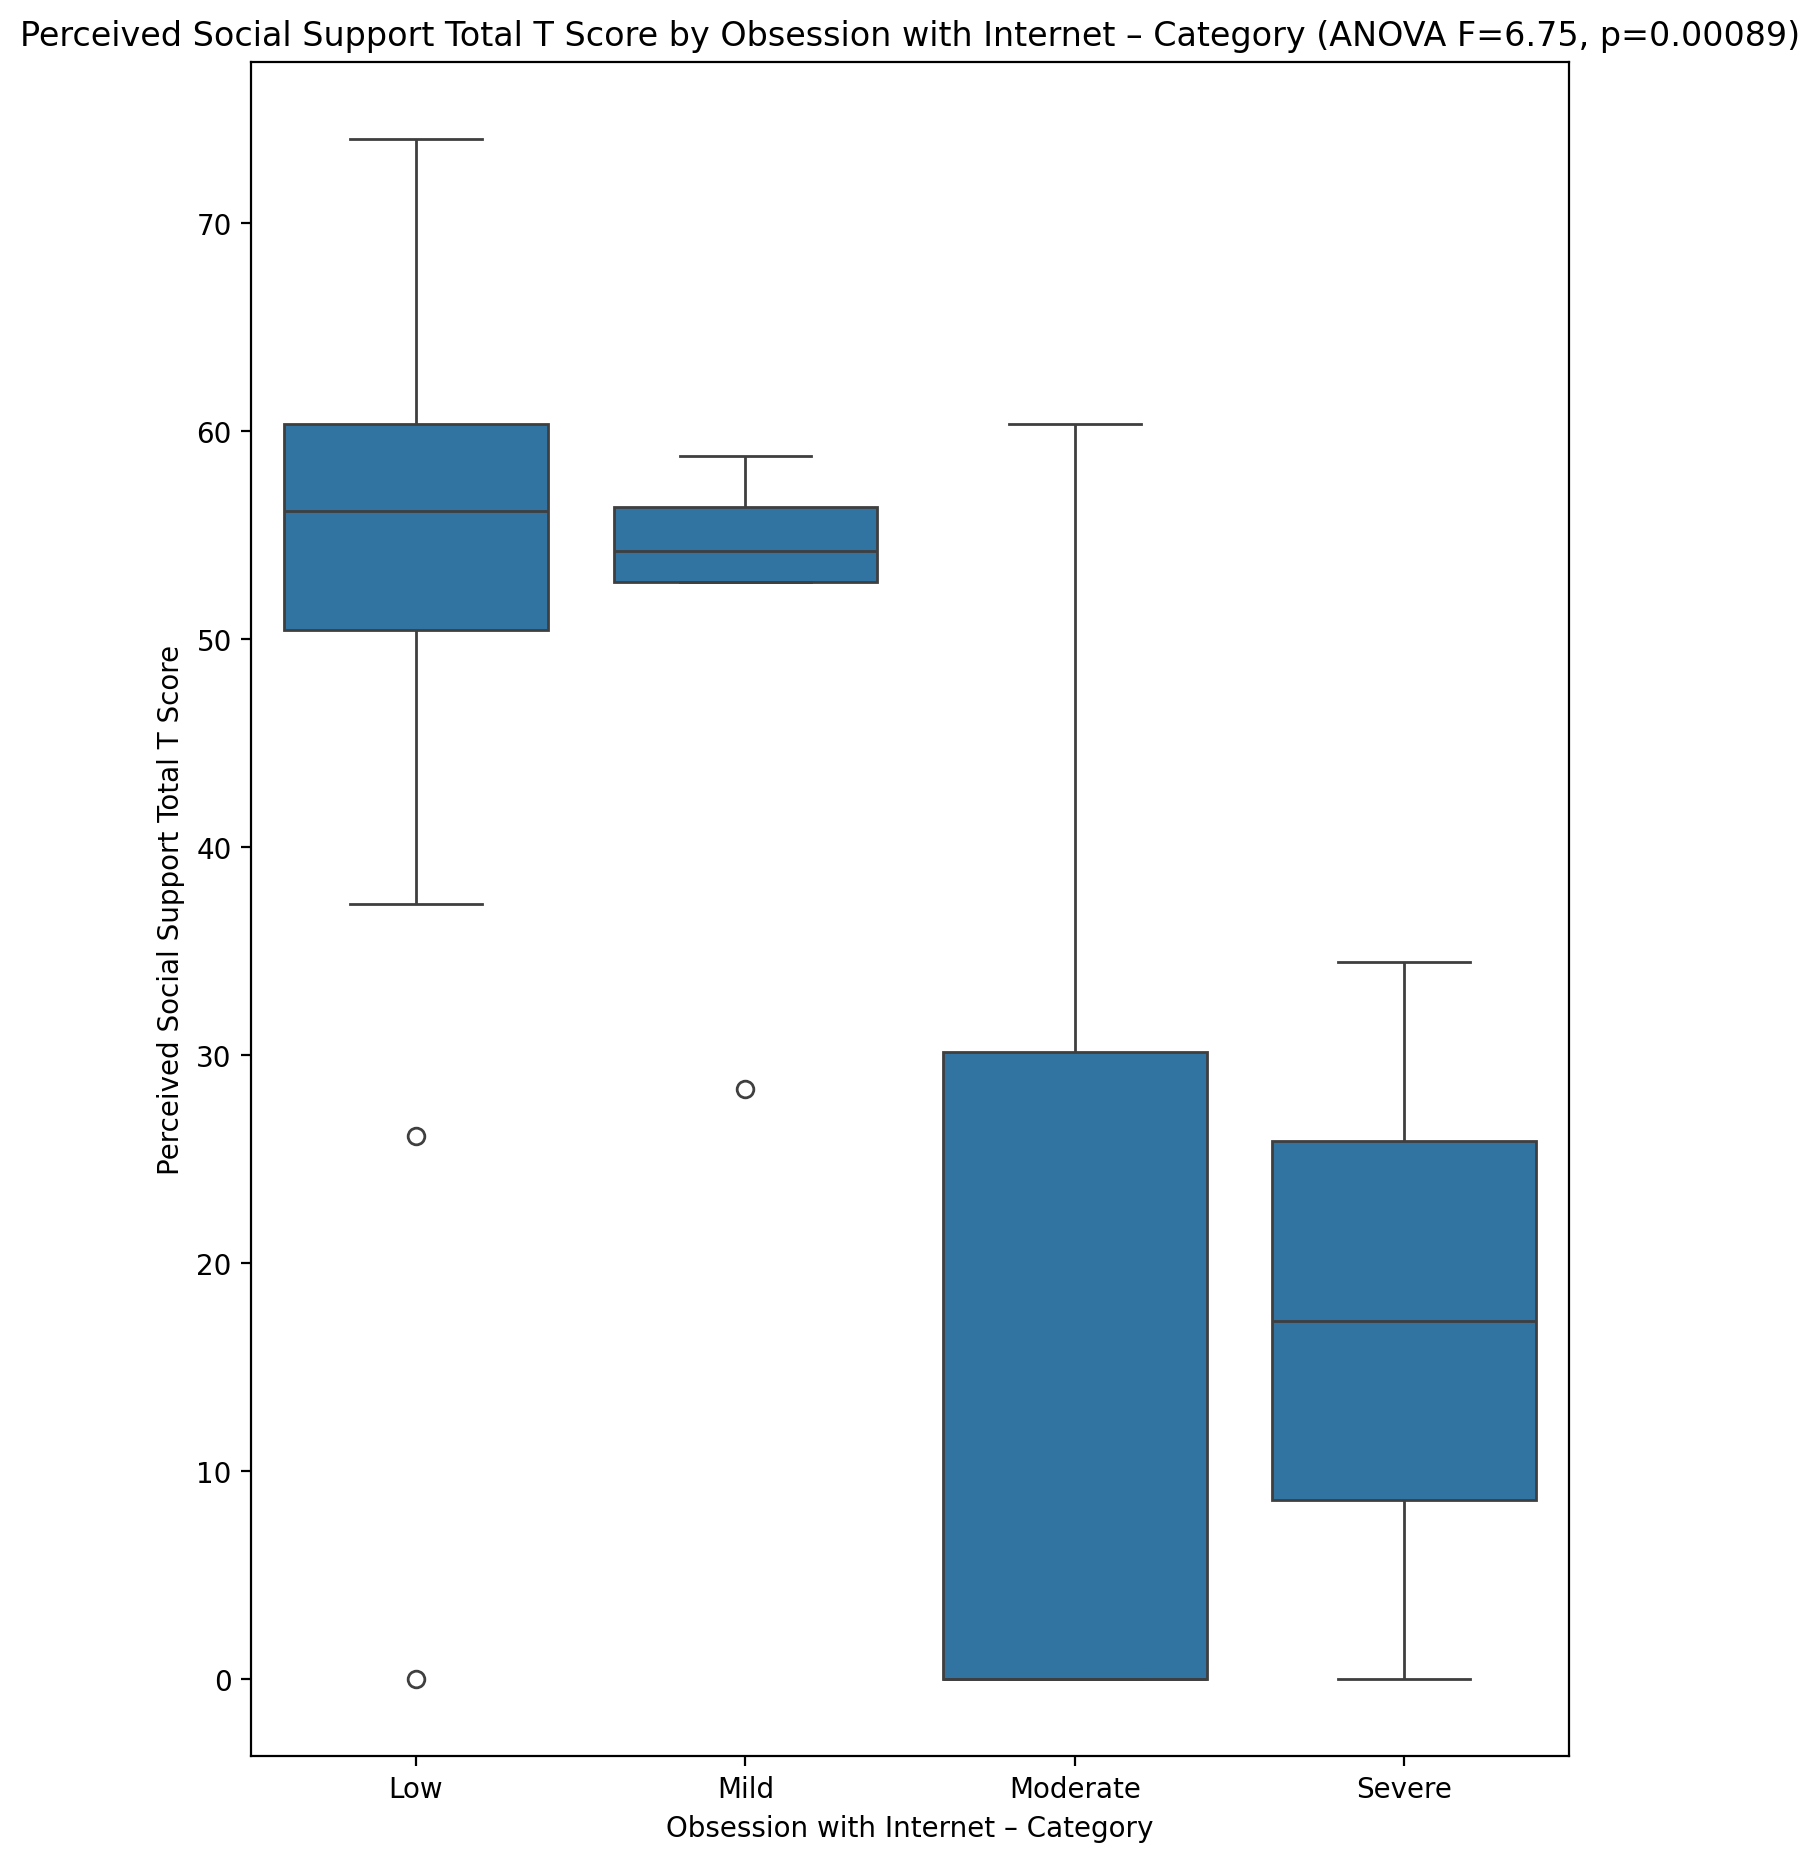 Perceived Social Support Total T Score by Obsession with Internet – Category (ANOVA F=6.75, p=0.00089)
Perceived Social Support Total T Score
70
60
50
40
30
20
10
0
Low
Mild
Moderate
Severe
Obsession with Internet – Category